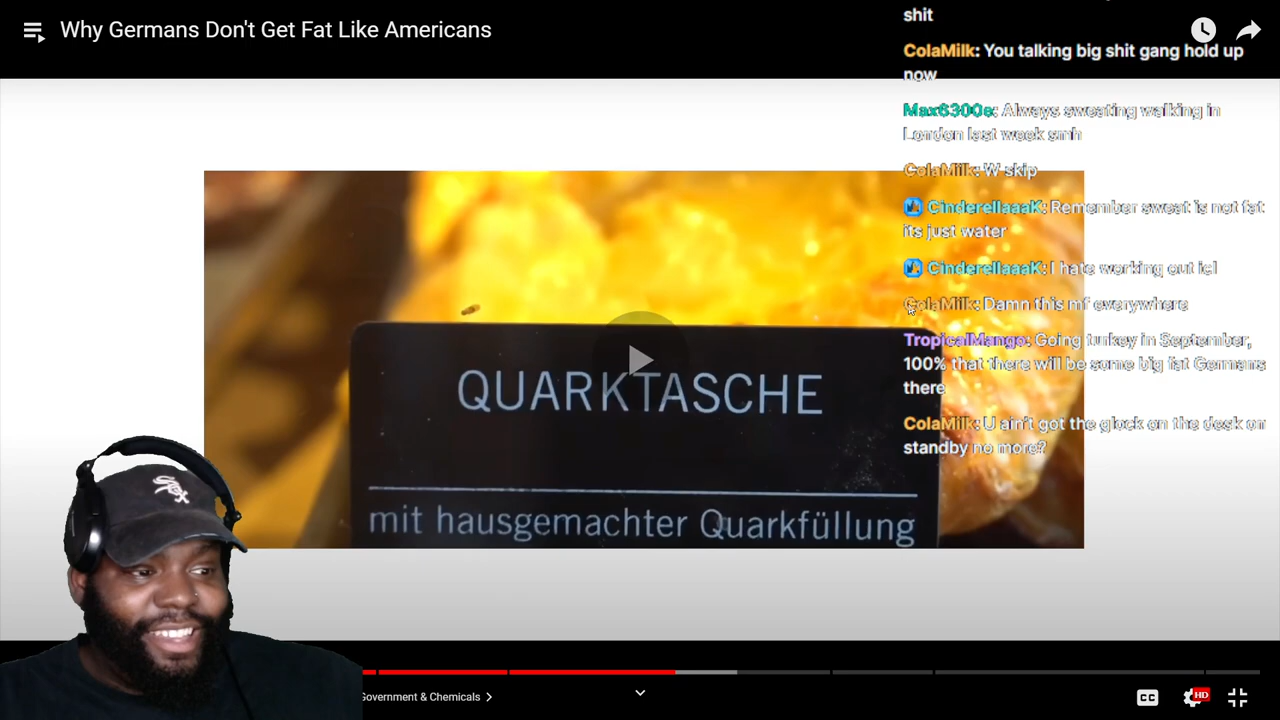 Why Germans Don't Get Fat Like Americans
shit
ColaMilk: You talking big shit gang hold up
now
Max6300e: Always sweating walking in
London last week smh
ColaMilk: W skip
CinderellaaaK: Remember sweat is not fat
its just water
CinderellaaaK: I hate working out icl
ColaMilk: Damn this mf everywhere
TropicalMango: Going turkey in September,
100% that there will be some big fat Germans
there
ColaMilk: U ain't got the glock on the desk on
standby no more?
QUARKTASCHE
mit hausgemachter Quarkfüllung
Sox
Government & Chemicals
CC
HD